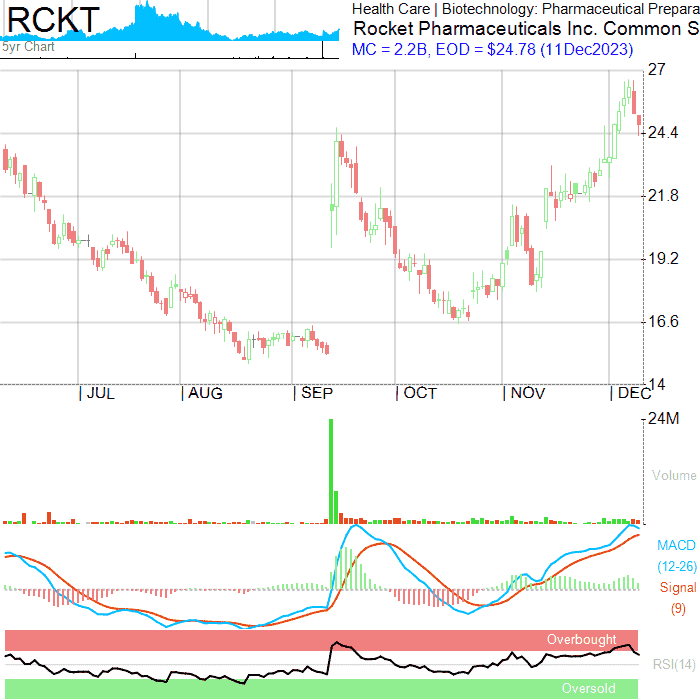 RCKT
5yr Chart
Health Care | Biotechnology: Pharmaceutical Prepara
Rocket Pharmaceuticals Inc. Common S
MC = 2.2B, EOD = $24.78 (11Dec2023)
27
24.4
21.8
19.2
16.6
14
JUL
AUG
SEP
OCT
NOV
DEC
24M
Volume
MACD
(12-26)
Signal
(9)
Overbought
RSI(14)
Oversold